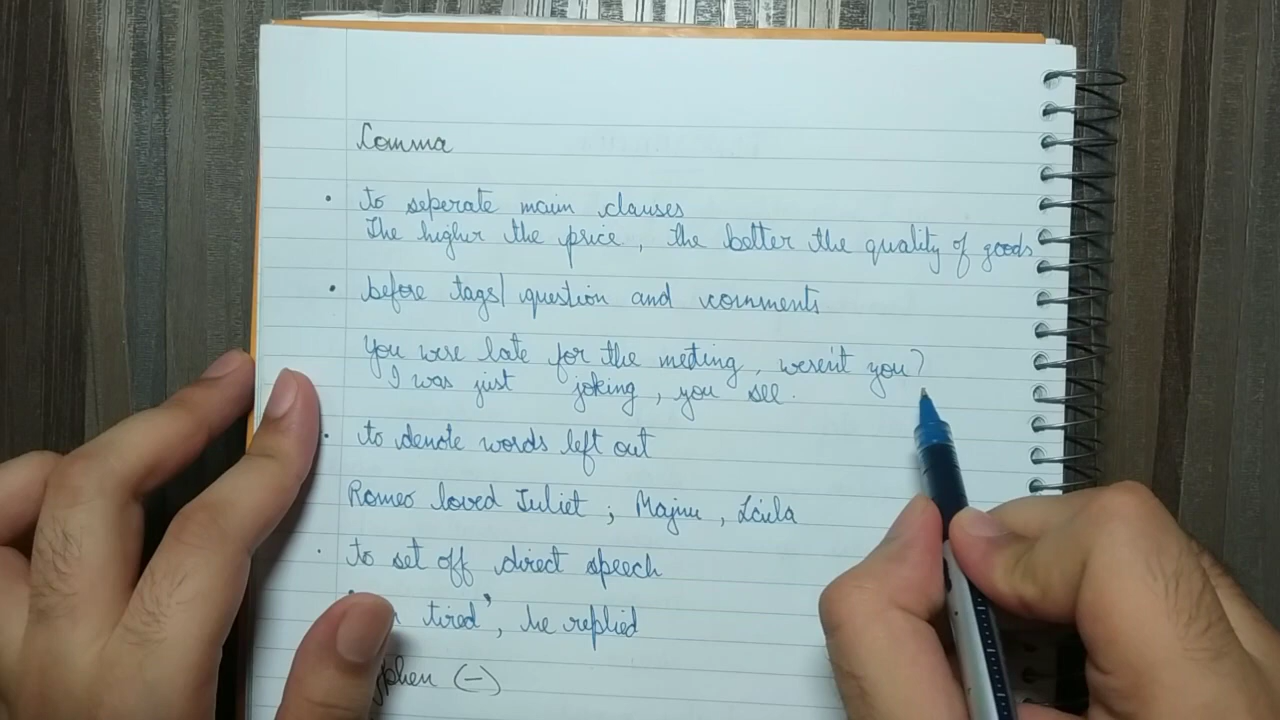 Comma
• to seperate main clauses
The higher the price, the better the quality of goods
• before tags/ question and comments
You were late for the meeting, weren't you?
I was just joking, you see.
• to denote words left out
Romeo loved Juliet ; Majnu, Laila
• to set off direct speech
tired', he replied
phen (-)